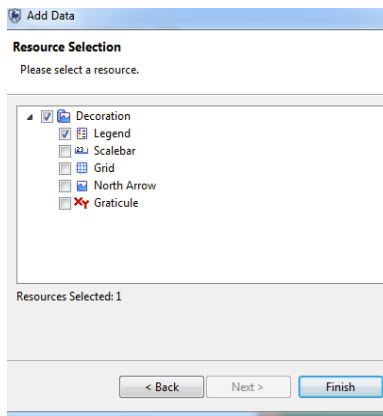 Add Data
Resource Selection
Please select a resource.
Decoration
Legend
Scalebar
Grid
North Arrow
Graticule
Resources Selected: 1
< Back Next > Finish